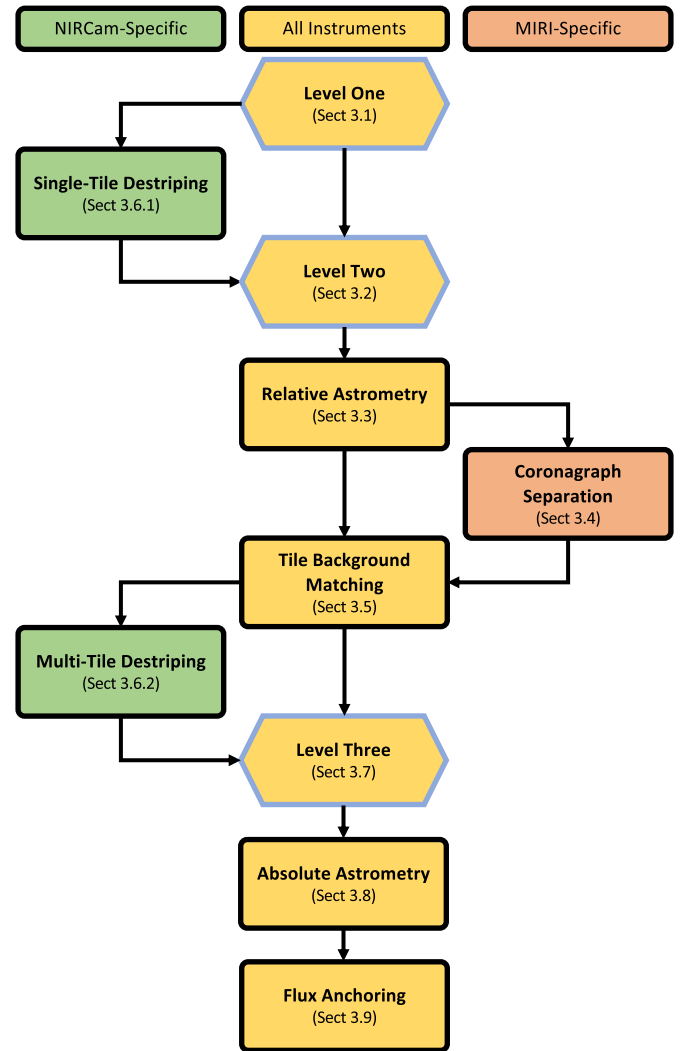 NIRCam-Specific
All Instruments
MIRI-Specific
Level One
(Sect 3.1)
Single-Tile Destriping
(Sect 3.6.1)
Level Two
(Sect 3.2)
Relative Astrometry
(Sect 3.3)
Coronagraph
Separation
(Sect 3.4)
Tile Background
Matching
(Sect 3.5)
Multi-Tile Destriping
(Sect 3.6.2)
Level Three
(Sect 3.7)
Absolute Astrometry
(Sect 3.8)
Flux Anchoring
(Sect 3.9)